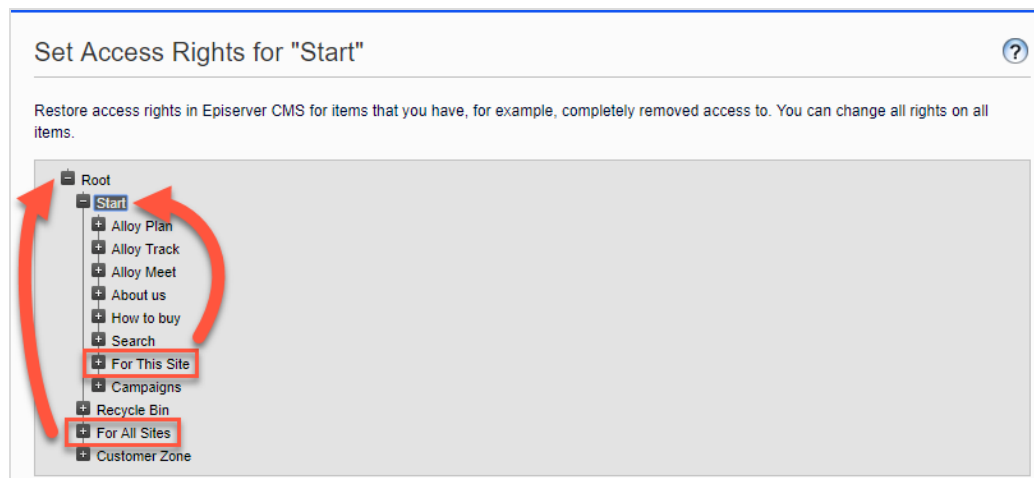 Set Access Rights for "Start"
?
Restore access rights in Episerver CMS for items that you have, for example, completely removed access to. You can change all rights on all
items.
Root
Start
Alloy Plan
Alloy Track
Alloy Meet
About us
How to buy
Search
For This Site
Campaigns
Recycle Bin
For All Sites
Customer Zone